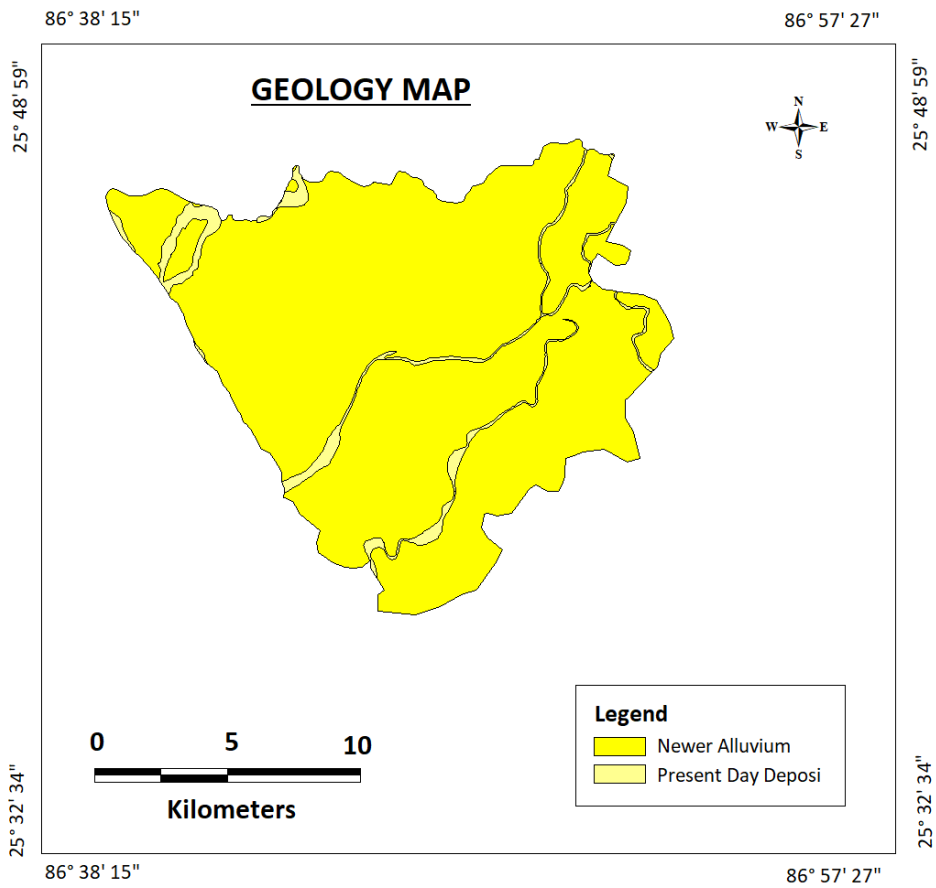 86° 38' 15"
86° 57' 27"
25° 48' 59"
25° 48' 59"
GEOLOGY MAP
N
W E
S
0 5 10
Kilometers
Legend
Newer Alluvium
Present Day Deposi
25° 32' 34"
25° 32' 34"
86° 38' 15"
86° 57' 27"